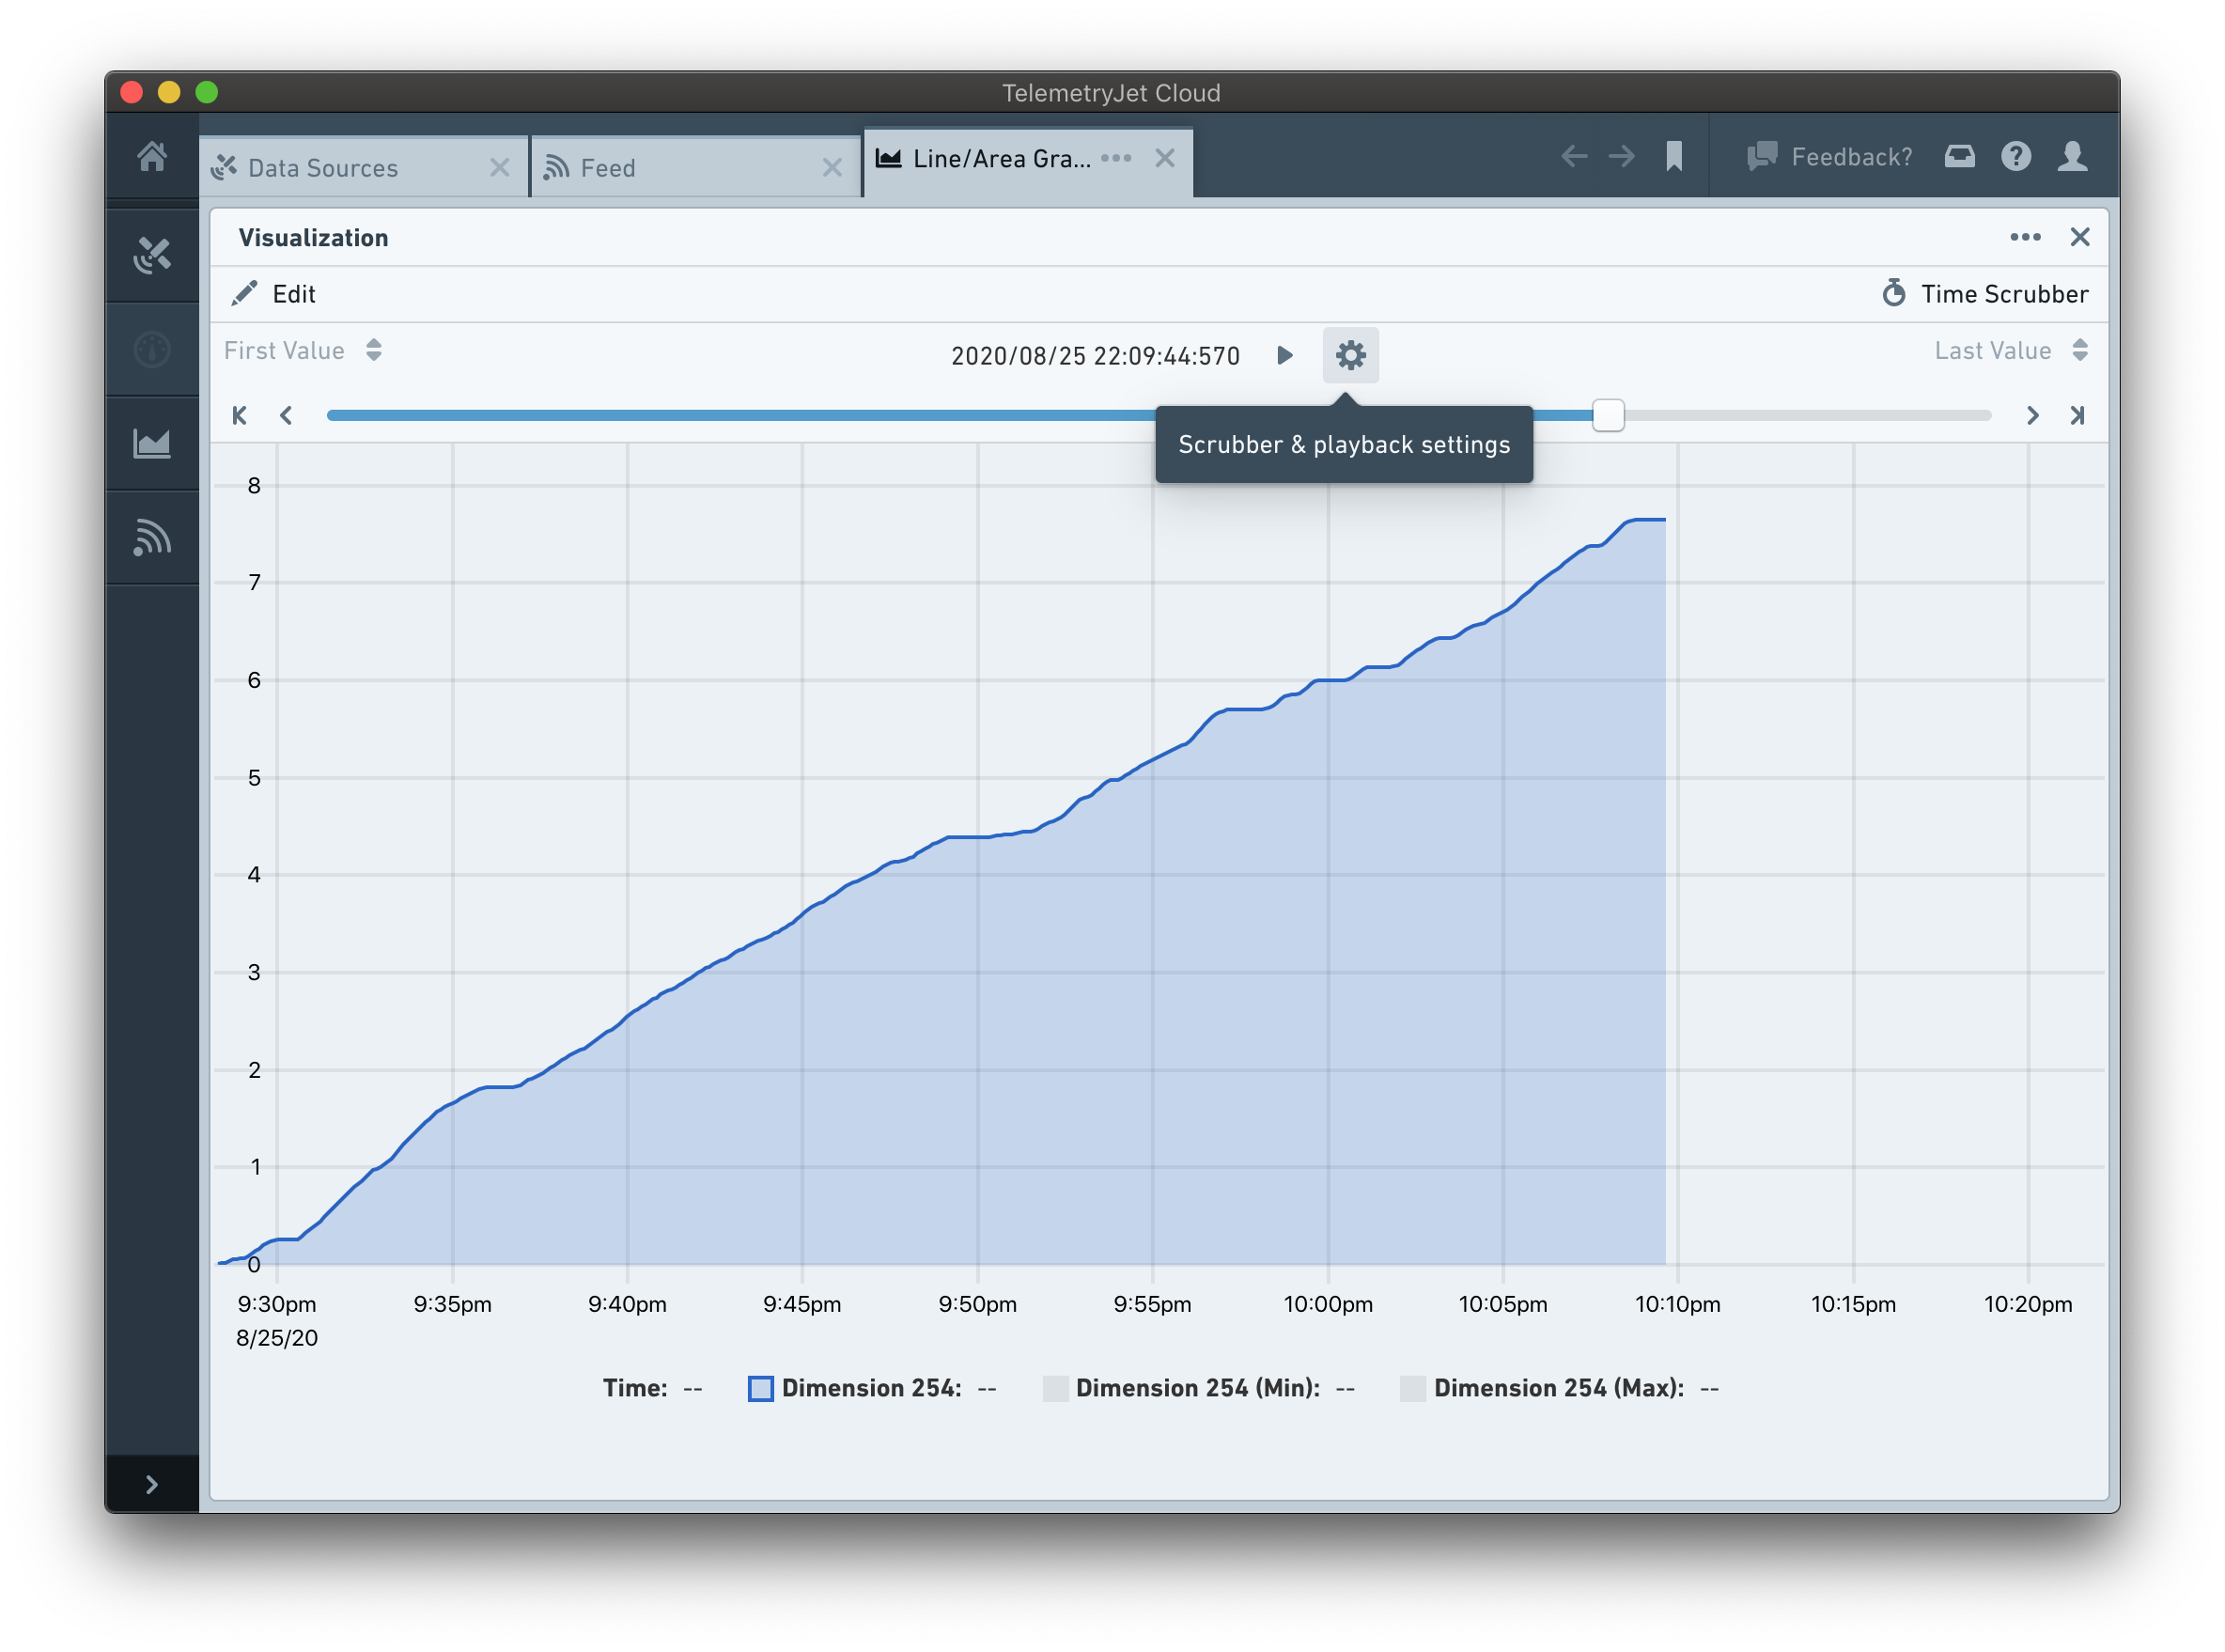 TelemetryJet Cloud
Data Sources
Feed
Line/Area Gra...
Feedback?
Visualization
Edit
Time Scrubber
First Value
2020/08/25 22:09:44:570
Last Value
Scrubber & playback settings
8
7
6
5
4
3
2
1
0
9:30pm 9:35pm 9:40pm 9:45pm 9:50pm 9:55pm 10:00pm 10:05pm 10:10pm 10:15pm 10:20pm
8/25/20
Time: -- Dimension 254: -- Dimension 254 (Min): -- Dimension 254 (Max): --